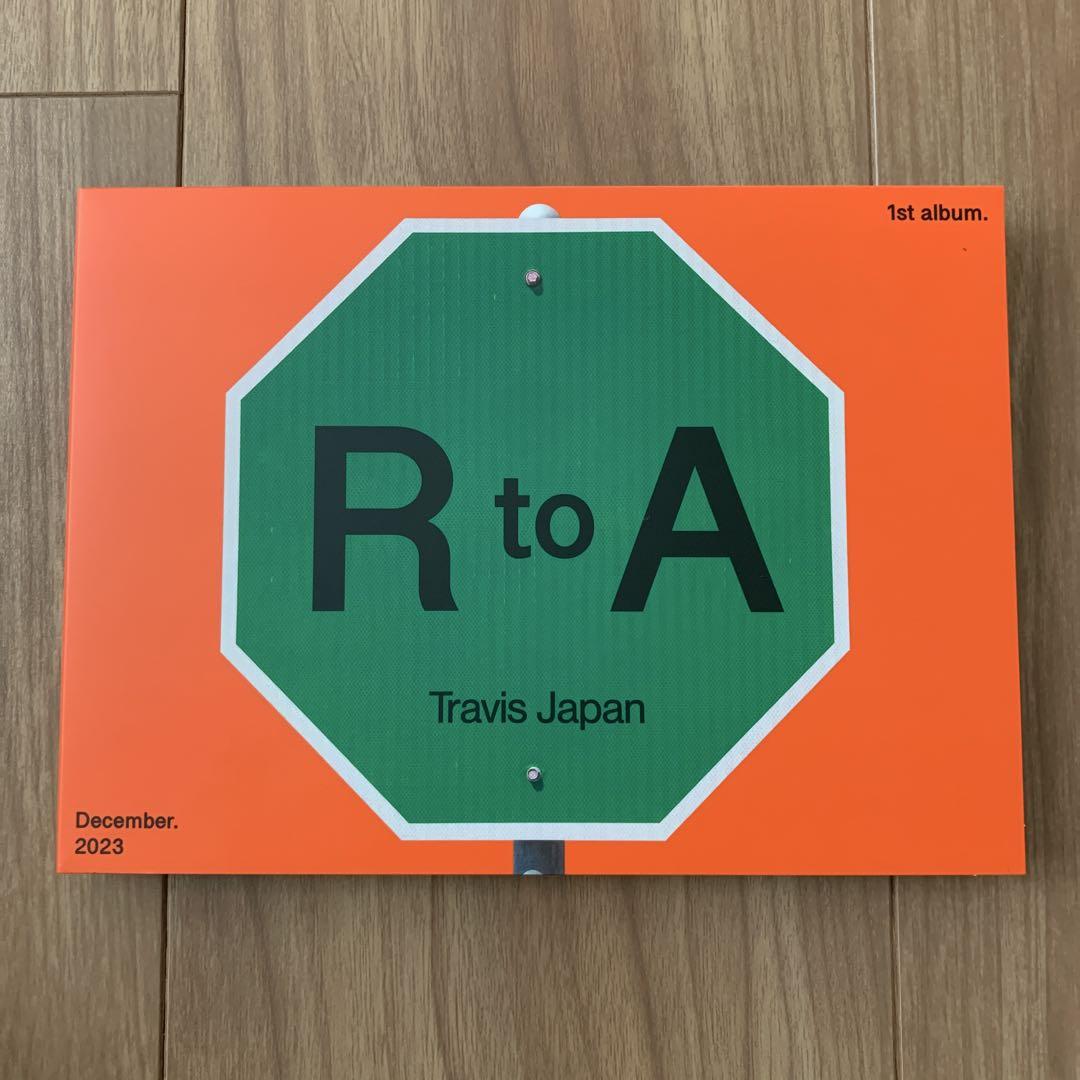 1st album.
R to A
Travis Japan
December.
2023